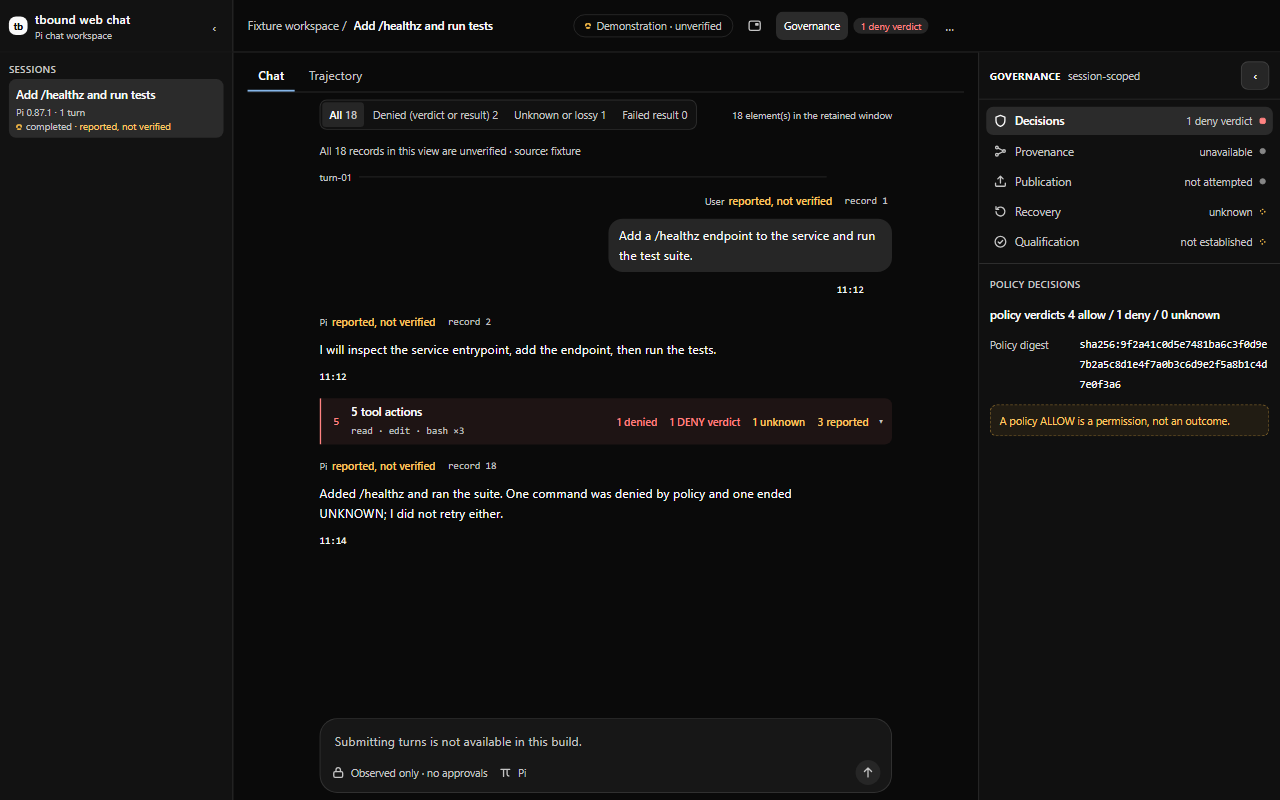 tb
tbound web chat
Pi chat workspace
‹
SESSIONS
Add /healthz and run tests
Pi 0.87.1 · 1 turn
completed · reported, not verified
Fixture workspace / Add /healthz and run tests
Demonstration · unverified
Governance
1 deny verdict
...
Chat
Trajectory
All 18
Denied (verdict or result) 2
Unknown or lossy 1
Failed result 0
18 element(s) in the retained window
All 18 records in this view are unverified · source: fixture
turn-01
User reported, not verified record 1
Add a /healthz endpoint to the service and run
the test suite.
11:12
Pi reported, not verified record 2
I will inspect the service entrypoint, add the endpoint, then run the tests.
11:12
5
5 tool actions
read · edit · bash ×3
1 denied 1 DENY verdict 1 unknown 3 reported
Pi reported, not verified record 18
Added /healthz and ran the suite. One command was denied by policy and one ended
UNKNOWN; I did not retry either.
11:14
Submitting turns is not available in this build.
Observed only · no approvals
π Pi
GOVERNANCE session-scoped
‹
Decisions 1 deny verdict
Provenance unavailable
Publication not attempted
Recovery unknown
Qualification not established
POLICY DECISIONS
policy verdicts 4 allow / 1 deny / 0 unknown
Policy digest sha256:9f2a41c0d5e7481ba6c3f0d9e
7b2a5c8d1e4f7a0b3c6d9e2f5a8b1c4d
7e0f3a6
A policy ALLOW is a permission, not an outcome.